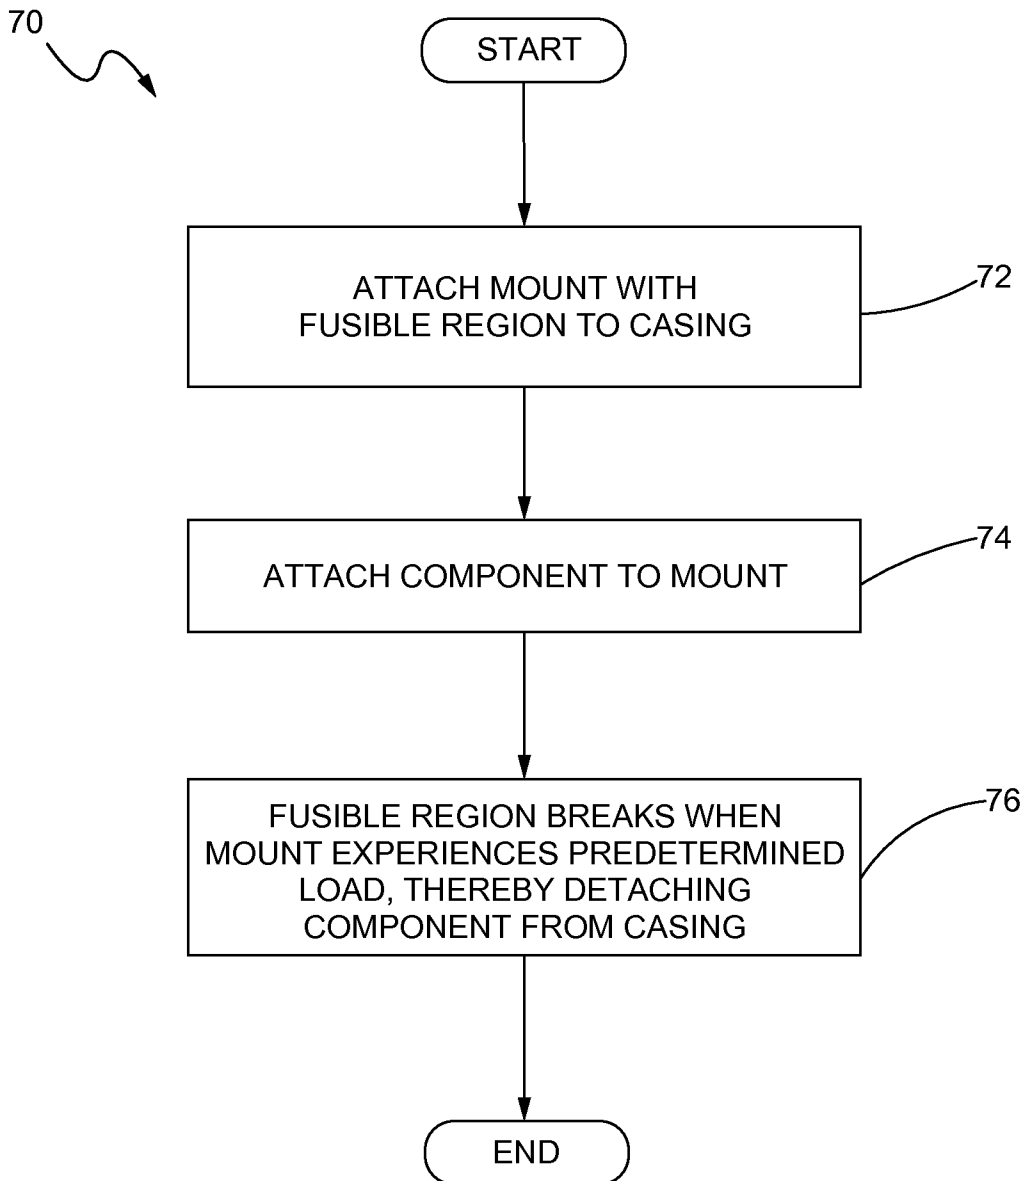 70
START
ATTACH MOUNT WITH
FUSIBLE REGION TO CASING
72
ATTACH COMPONENT TO MOUNT
74
FUSIBLE REGION BREAKS WHEN
MOUNT EXPERIENCES PREDETERMINED
LOAD, THEREBY DETACHING
COMPONENT FROM CASING
76
END